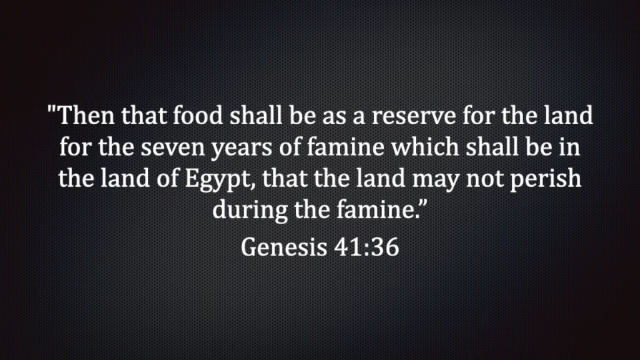 "Then that food shall be as a reserve for the land
for the seven years of famine which shall be in
the land of Egypt, that the land may not perish
during the famine.”
Genesis 41:36